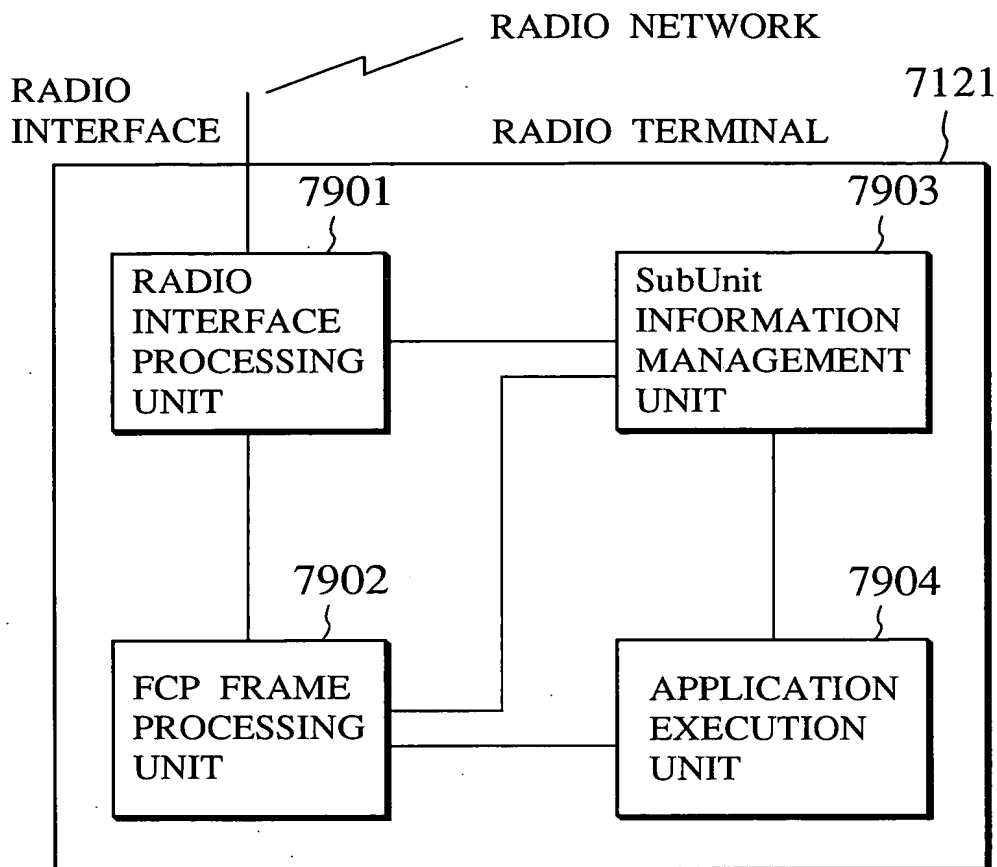 RADIO NETWORK
RADIO
INTERFACE
RADIO TERMINAL
7121
7901
RADIO
INTERFACE
PROCESSING
UNIT
7903
SubUnit
INFORMATION
MANAGEMENT
UNIT
7902
FCP FRAME
PROCESSING
UNIT
7904
APPLICATION
EXECUTION
UNIT